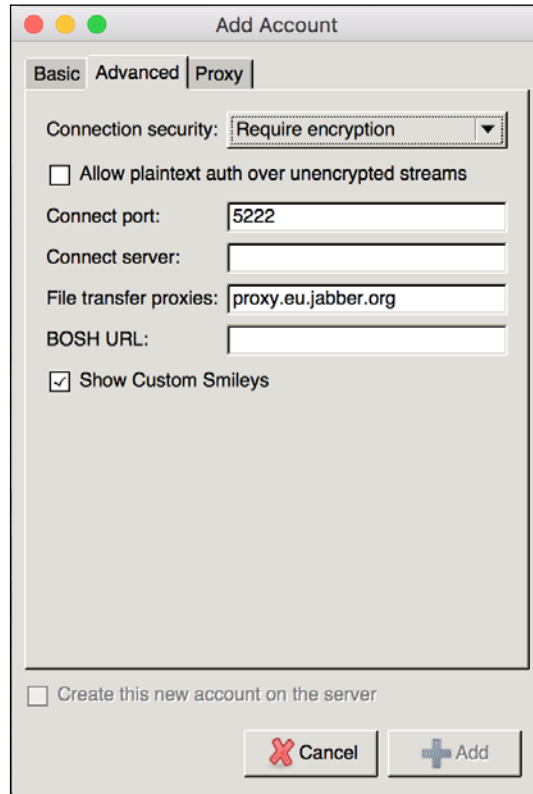 Add Account
Basic Advanced Proxy
Connection security: Require encryption
Allow plaintext auth over unencrypted streams
Connect port: 5222
Connect server:
File transfer proxies: proxy.eu.jabber.org
BOSH URL:
Show Custom Smileys
Create this new account on the server
Cancel Add